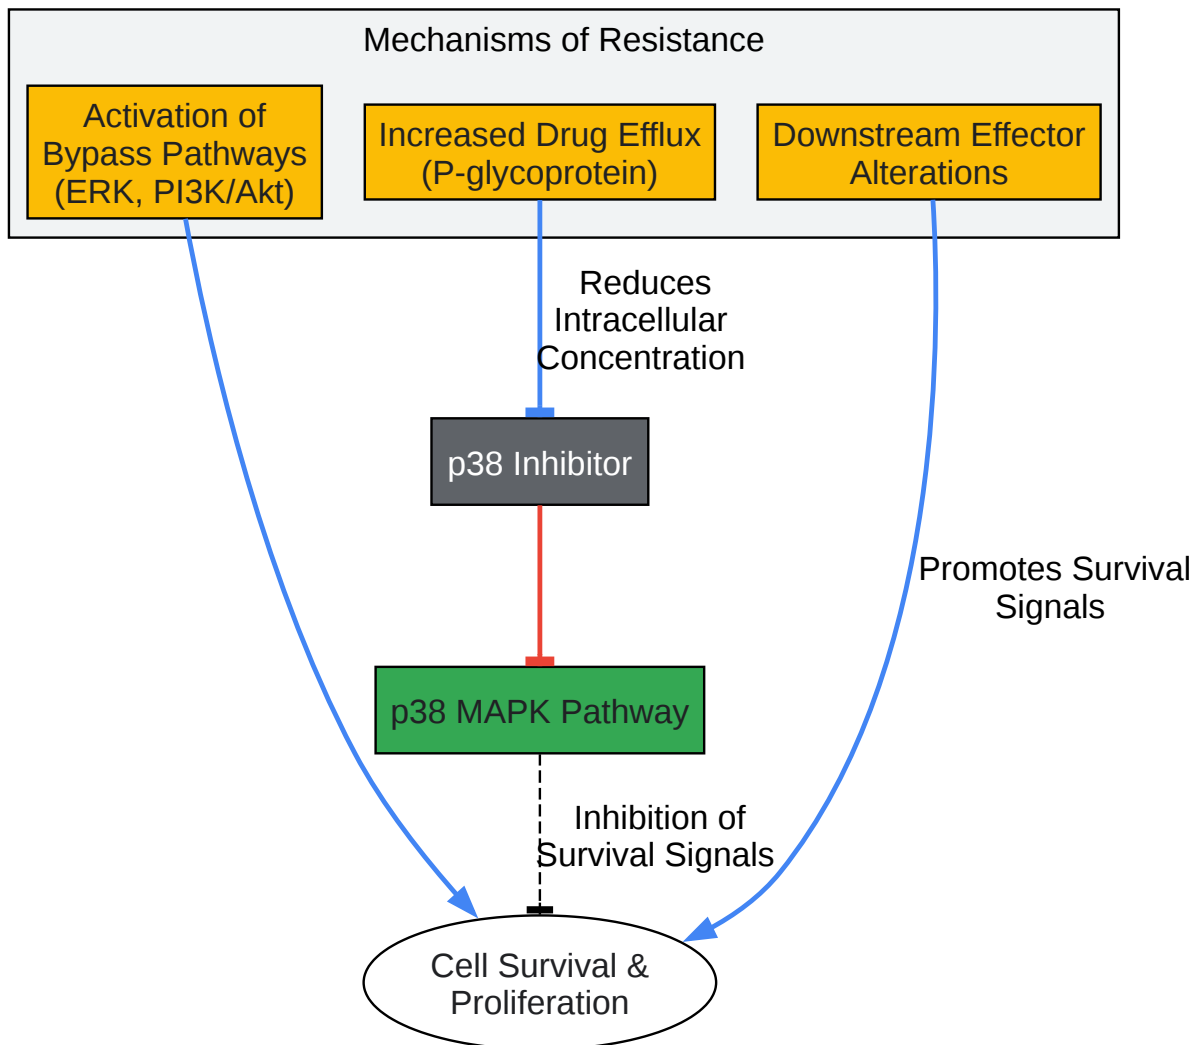 Mechanisms of Resistance
Activation of
Bypass Pathways
(ERK, PI3K/Akt)
Increased Drug Efflux
(P-glycoprotein)
Downstream Effector
Alterations
Reduces
Intracellular
Concentration
p38 Inhibitor
Promotes Survival
Signals
p38 MAPK Pathway
Inhibition of
Survival Signals
Cell Survival &
Proliferation